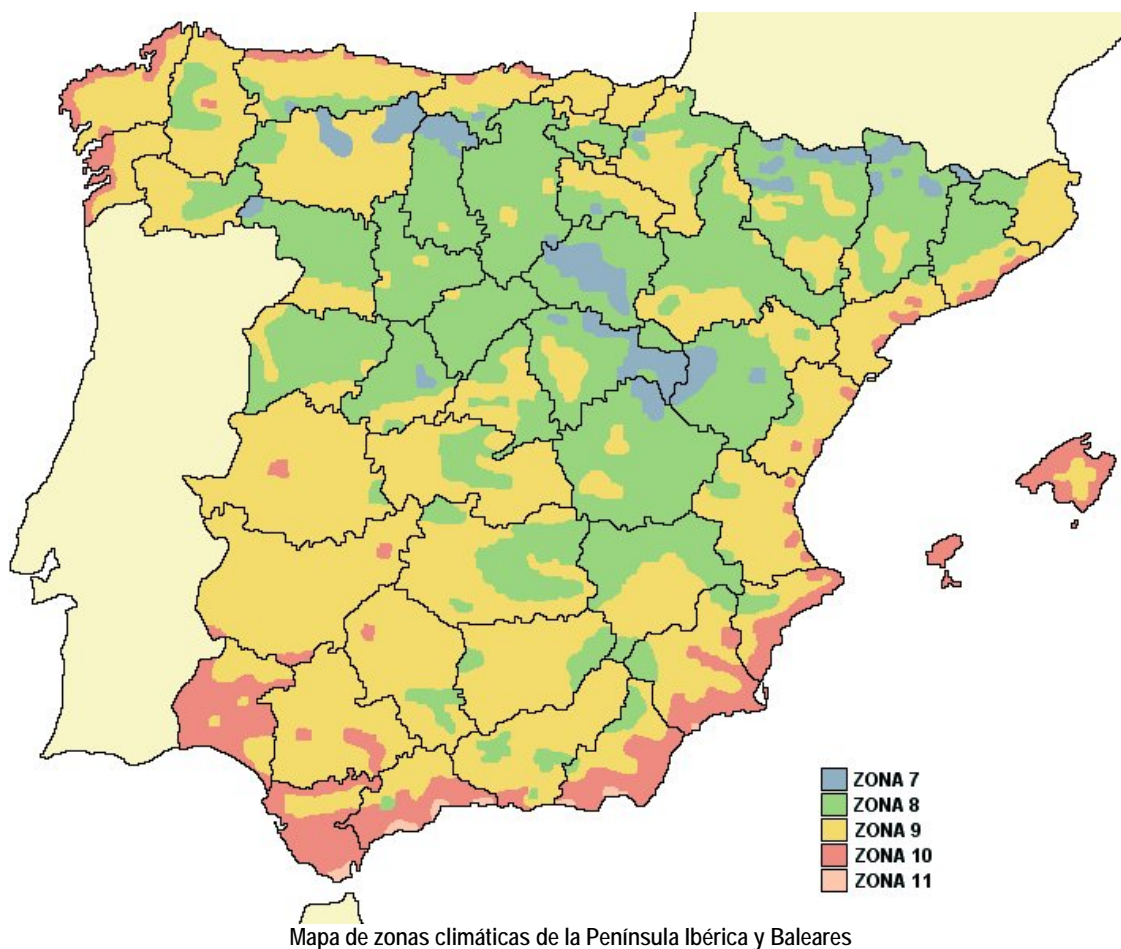 ZONA 7
ZONA 8
ZONA 9
ZONA 10
ZONA 11
Mapa de zonas climáticas de la Península Ibérica y Baleares